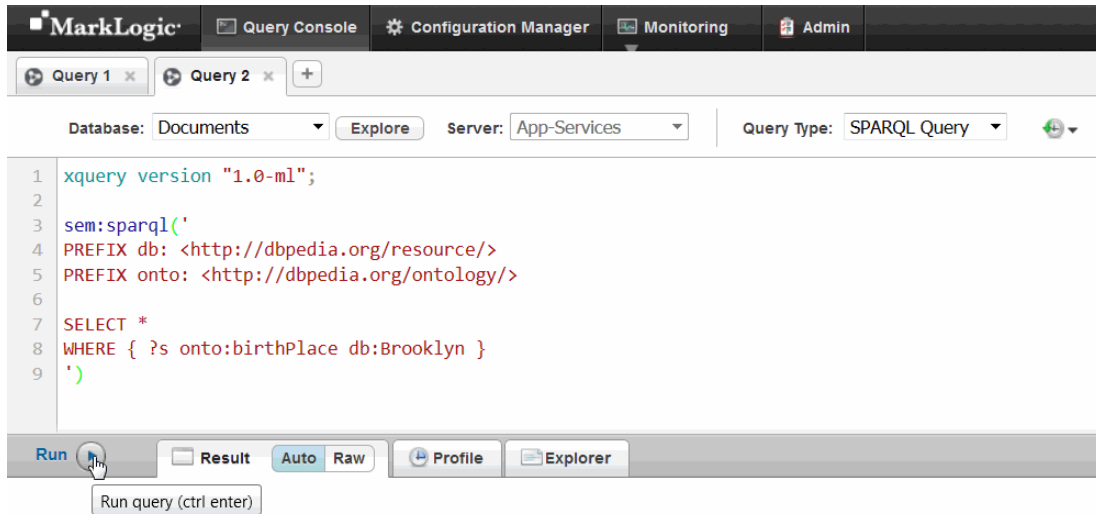 MarkLogic Query Console Configuration Manager Monitoring Admin
Query 1 × Query 2 × +
Database: Documents Explore Server: App-Services Query Type: SPARQL Query
1 xquery version "1.0-ml";
2
3 sem:sparql('
4 PREFIX db: <http://dbpedia.org/resource/>
5 PREFIX onto: <http://dbpedia.org/ontology/>
6
7 SELECT *
8 WHERE { ?s onto:birthPlace db:Brooklyn }
9 ')
Run Result Auto Raw Profile Explorer
Run query (ctrl enter)